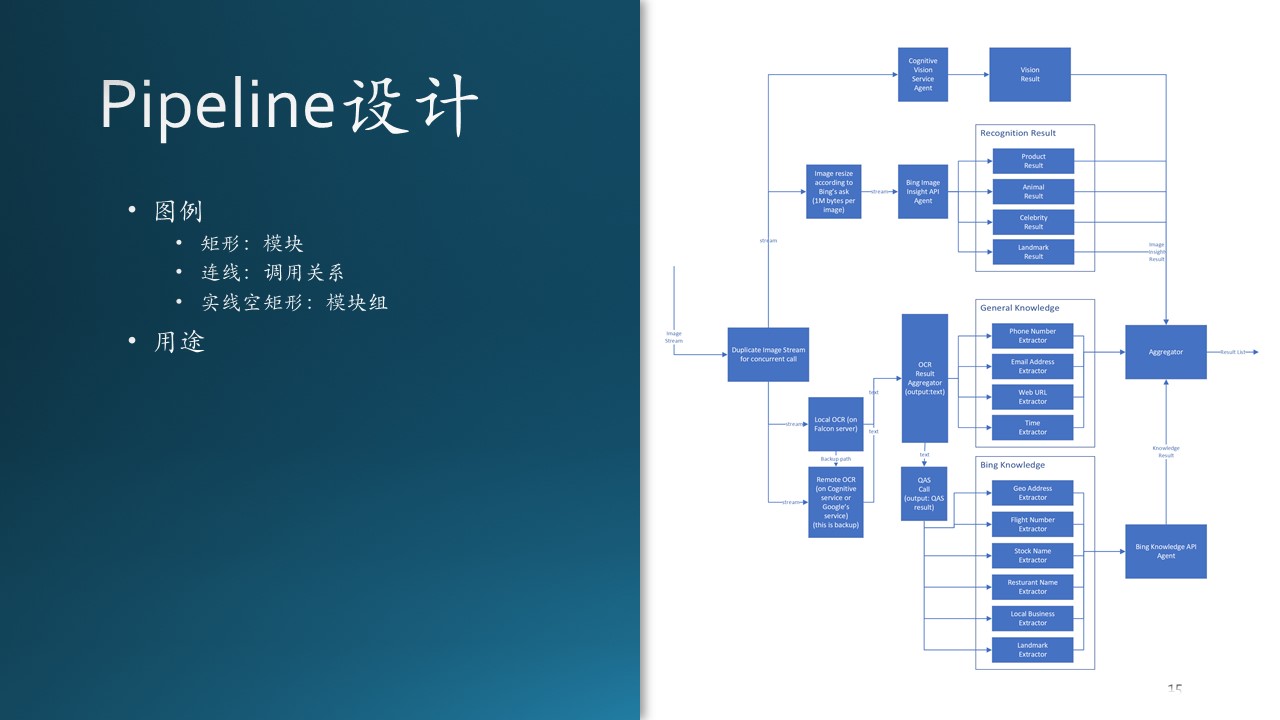 Pipeline设计
图例
矩形：模块
连线：调用关系
实线空矩形：模块组
用途
Cognitive
Vision
Service
Agent
Vision
Result
Recognition Result
Product
Result
Animal
Result
Celebrity
Result
Landmark
Result
Image resize
according to
Bing's ask
(1M bytes per
image)
stream
Bing Image
Insight API
Agent
stream
Image
Insight
Result
Image
Stream
Duplicate Image Stream
for concurrent call
General Knowledge
Phone Number
Extractor
Email Address
Extractor
Web URL
Extractor
Time
Extractor
OCR
Result
Aggregator
(output:text)
Aggregator
Result List
text
stream
Local OCR (on
Falcon server)
text
Backup path
text
Knowledge
Result
stream
Remote OCR
(on Cognitive
service or
Google's
service)
(this is backup)
QAS
Call
(output: QAS
result)
Bing Knowledge
Geo Address
Extractor
Flight Number
Extractor
Stock Name
Extractor
Resturant Name
Extractor
Local Business
Extractor
Landmark
Extractor
Bing Knowledge API
Agent
15